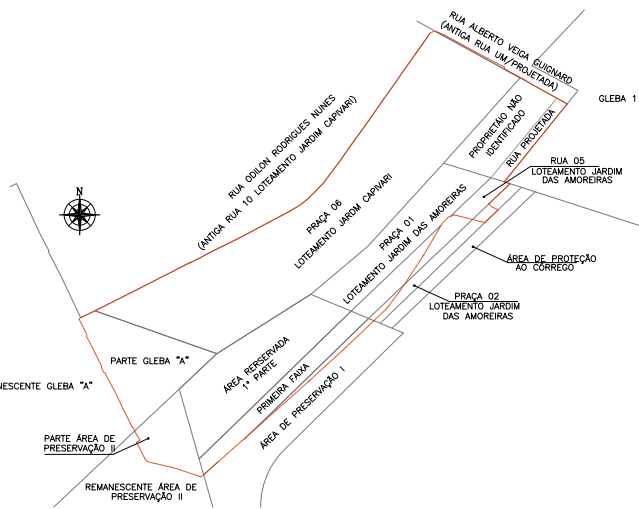 RUA ALBERTO VEIGA GUIGNARD
(ANTIGA RUA UM/PROJETADA)
GLEBA 1
RUA ODILON RODRIGUES NUNES
(ANTIGA RUA 10 LOTEAMENTO JARDIM CAPIVARI)
PROPRIETÁIO NÃO
IDENTIFICADO
RUA PROJETADA
RUA 05
LOTEAMENTO JARDIM
DAS AMOREIRAS
N
PRAÇA 06
LOTEAMENTO JARDM CAPIVARI
PRAÇA 01
LOTEAMENTO JARDIM DAS AMOREIRAS
ÁREA DE PROTEÇÃO
AO CÓRREGO
PRAÇA 02
LOTEAMENTO JARDIM
DAS AMOREIRAS
PARTE GLEBA "A"
NESCENTE GLEBA "A"
ÁREA RERSERVADA
1ª PARTE
PRIMEIRA FAIXA
ÁREA DE PRESERVAÇÃO I
PARTE ÁREA DE
PRESERVAÇÃO II
REMANESCENTE ÁREA DE
PRESERVAÇÃO II